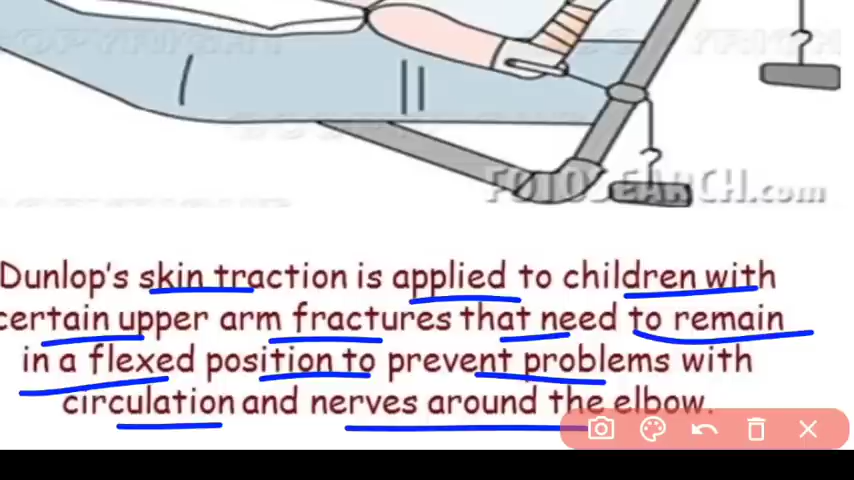 FOTOSEARCH.com
Dunlop's skin traction is applied to children with
certain upper arm fractures that need to remain
in a flexed position to prevent problems with
circulation and nerves around the elbow.